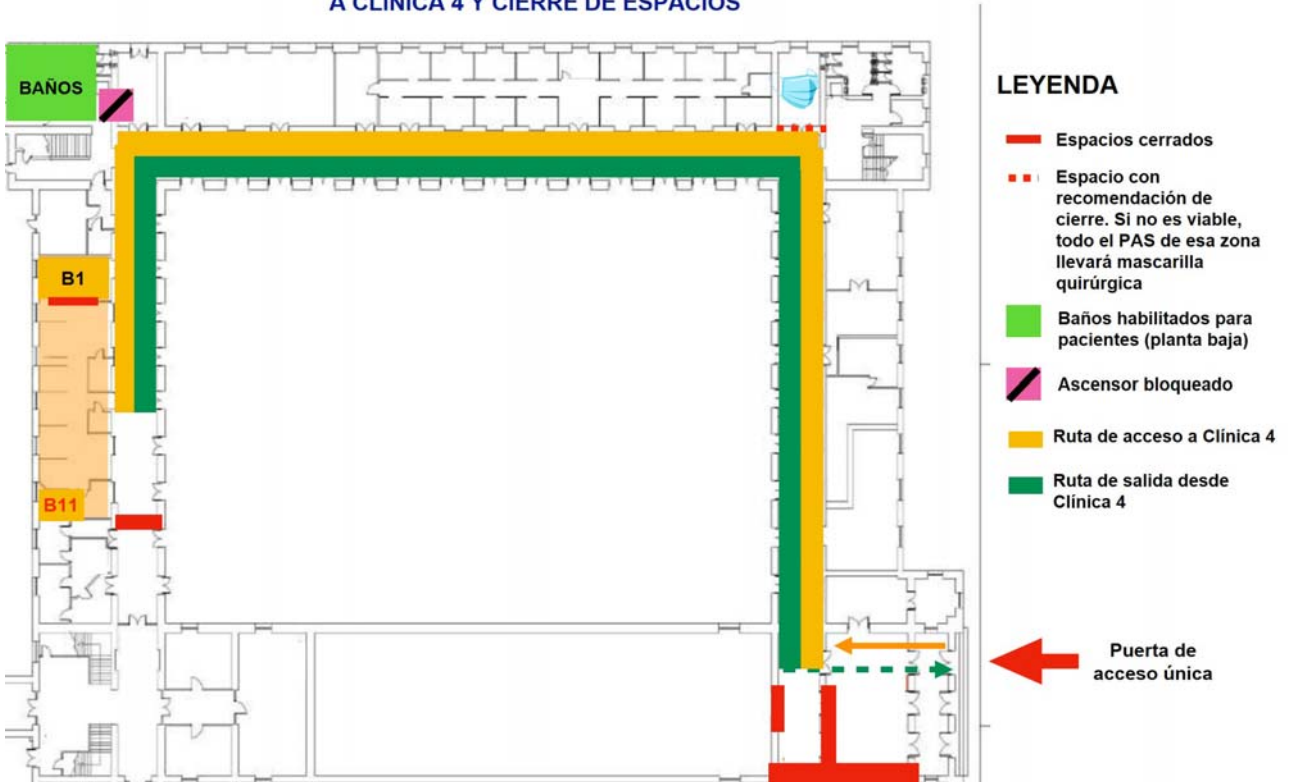 A CLÍNICA 4 Y CIERRE DE ESPACIOS
BAÑOS
B1
B11
LEYENDA
Espacios cerrados
Espacio con
recomendación de
cierre. Si no es viable,
todo el PAS de esa zona
llevará mascarilla
quirúrgica
Baños habilitados para
pacientes (planta baja)
Ascensor bloqueado
Ruta de acceso a Clínica 4
Ruta de salida desde
Clínica 4
Puerta de
acceso única